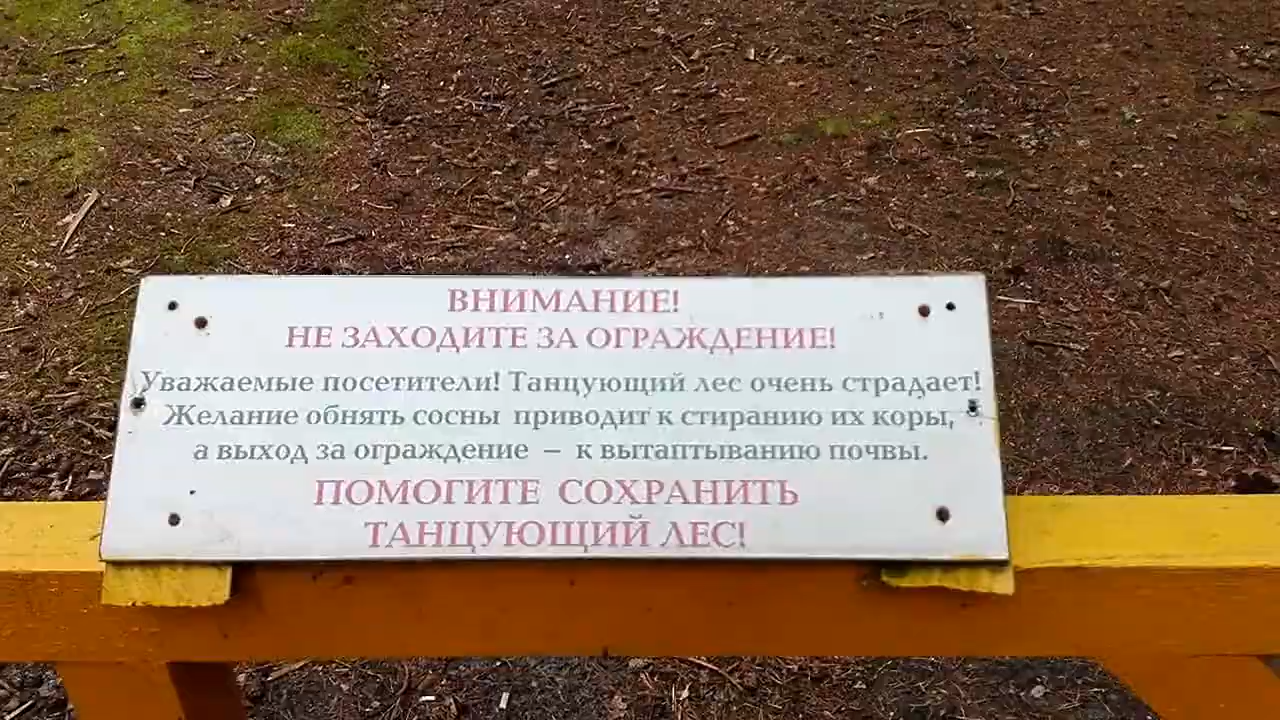 ВНИМАНИЕ!
НЕ ЗАХОДИТЕ ЗА ОГРАЖДЕНИЕ!
Уважаемые посетители! Танцующий лес очень страдает!
Желание обнять сосны приводит к стиранию их коры,
а выход за ограждение – к вытаптыванию почвы.
ПОМОГИТЕ СОХРАНИТЬ
ТАНЦУЮЩИЙ ЛЕС!